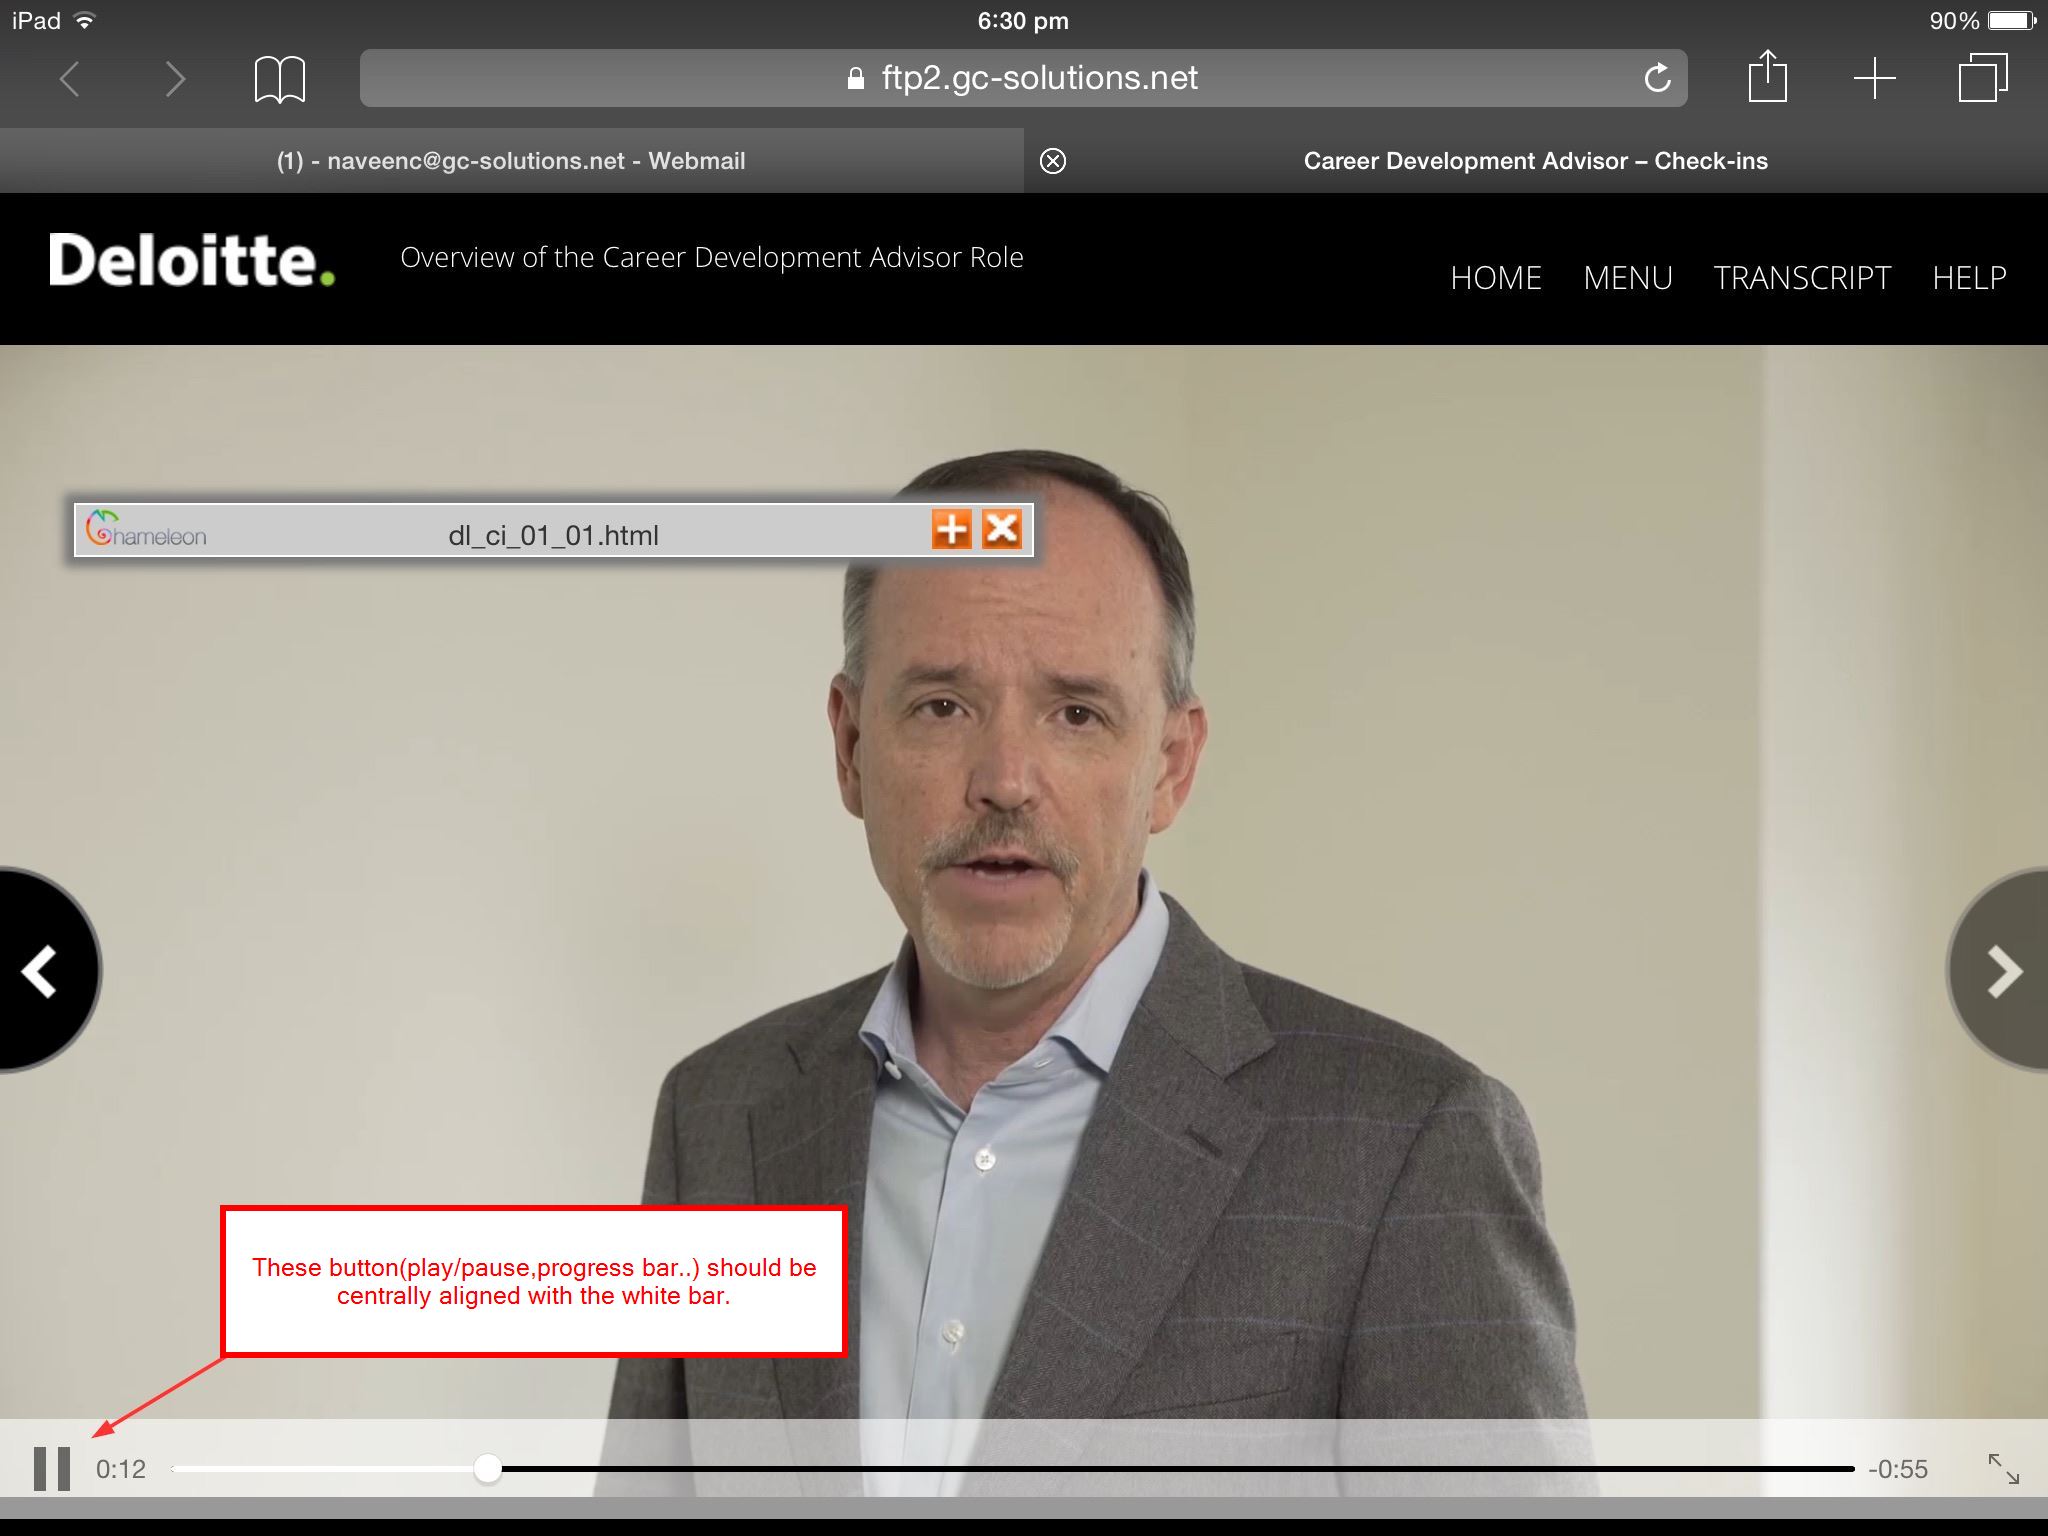 iPad
6:30 pm
90%
ftp2.gc-solutions.net
(1) - naveenc@gc-solutions.net - Webmail
Career Development Advisor – Check-ins
Deloitte.
Overview of the Career Development Advisor Role
HOME MENU TRANSCRIPT HELP
Chameleon
dl_ci_01_01.html
These button(play/pause,progress bar..) should be
centrally aligned with the white bar.
0:12
-0:55